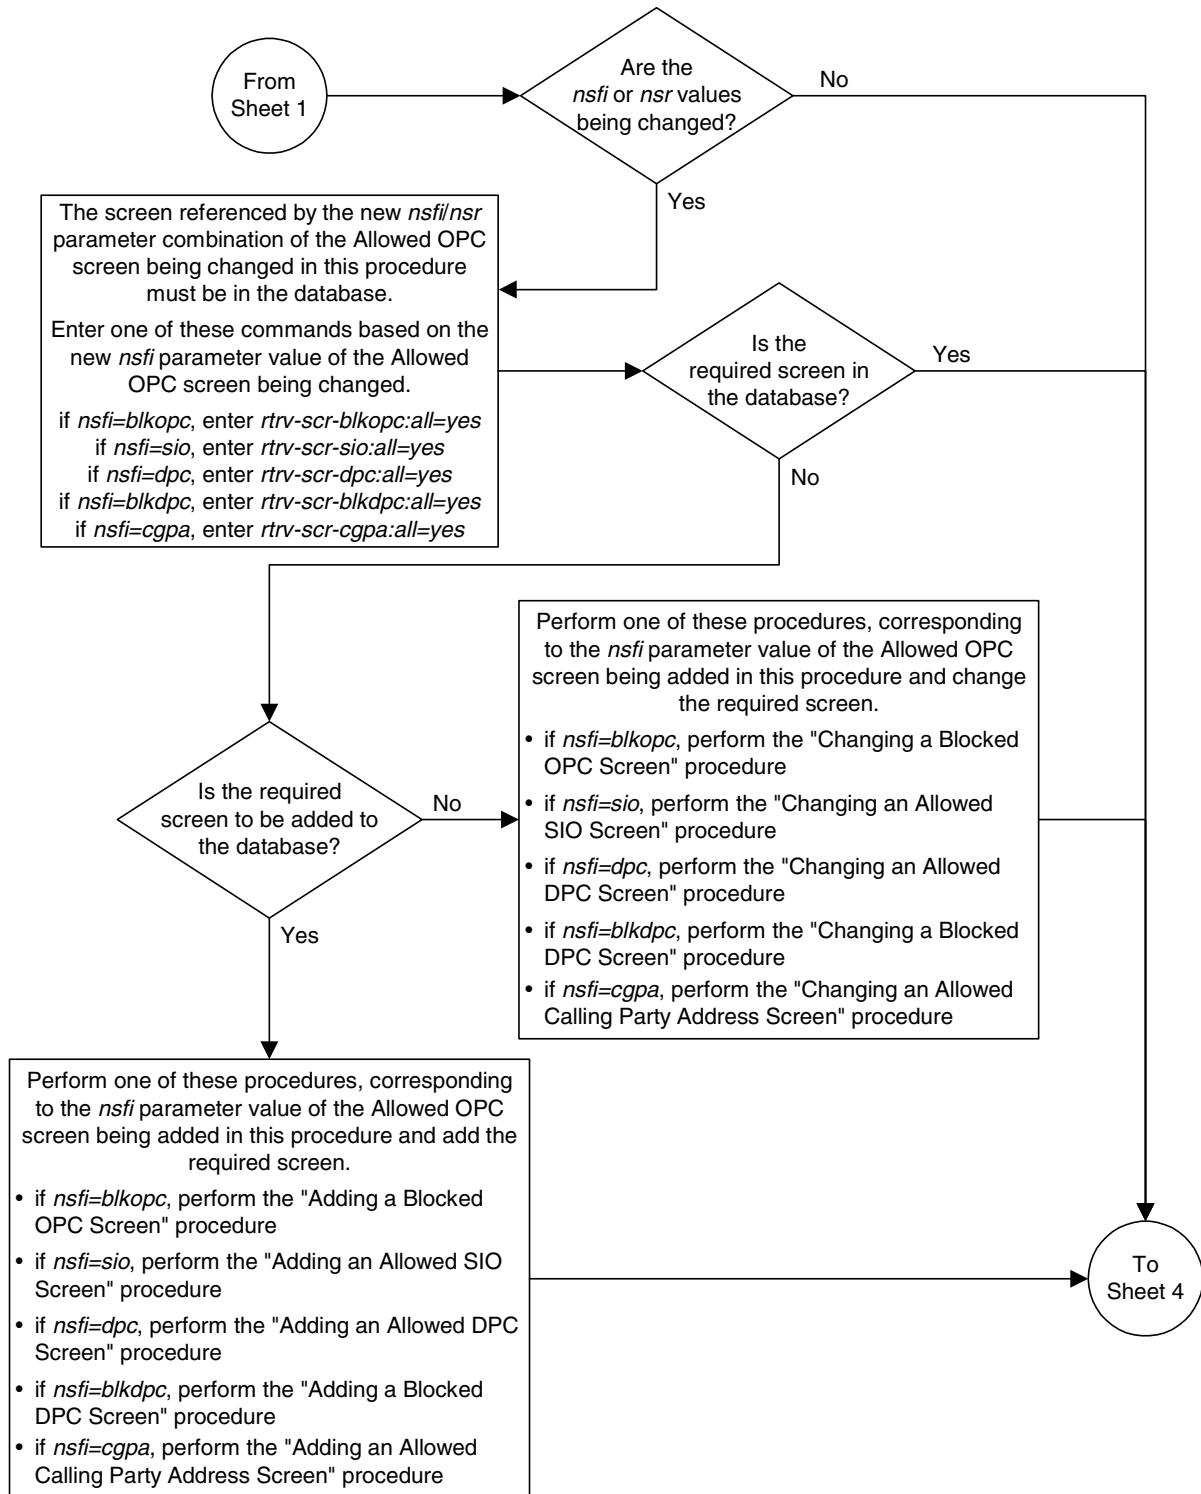 From
Sheet 1
Are the
nsfi or nsr values
being changed?
No
Yes
The screen referenced by the new nsfi/nsr
parameter combination of the Allowed OPC
screen being changed in this procedure
must be in the database.
Enter one of these commands based on the
new nsfi parameter value of the Allowed
OPC screen being changed.
if nsfi=blkopc, enter rtrv-scr-blkopc:all=yes
if nsfi=sio, enter rtrv-scr-sio:all=yes
if nsfi=dpc, enter rtrv-scr-dpc:all=yes
if nsfi=blkdpc, enter rtrv-scr-blkdpc:all=yes
if nsfi=cgpa, enter rtrv-scr-cgpa:all=yes
Is the
required screen in
the database?
Yes
No
Is the required
screen to be added to
the database?
No
Yes
Perform one of these procedures, corresponding
to the nsfi parameter value of the Allowed OPC
screen being added in this procedure and change
the required screen.
• if nsfi=blkopc, perform the "Changing a Blocked
OPC Screen" procedure
• if nsfi=sio, perform the "Changing an Allowed
SIO Screen" procedure
• if nsfi=dpc, perform the "Changing an Allowed
DPC Screen" procedure
• if nsfi=blkdpc, perform the "Changing a Blocked
DPC Screen" procedure
• if nsfi=cgpa, perform the "Changing an Allowed
Calling Party Address Screen" procedure
Perform one of these procedures, corresponding
to the nsfi parameter value of the Allowed OPC
screen being added in this procedure and add the
required screen.
• if nsfi=blkopc, perform the "Adding a Blocked
OPC Screen" procedure
• if nsfi=sio, perform the "Adding an Allowed SIO
Screen" procedure
• if nsfi=dpc, perform the "Adding an Allowed DPC
Screen" procedure
• if nsfi=blkdpc, perform the "Adding a Blocked
DPC Screen" procedure
• if nsfi=cgpa, perform the "Adding an Allowed
Calling Party Address Screen" procedure
To
Sheet 4